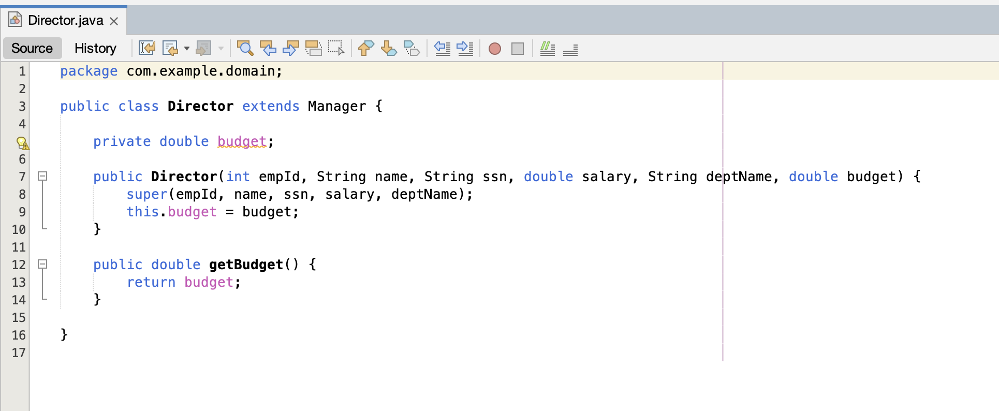 Director.java
Source History
1 package com.example.domain;
2
3 public class Director extends Manager {
4
private double budget;
6
7 public Director(int empId, String name, String ssn, double salary, String deptName, double budget) {
8 super(empId, name, ssn, salary, deptName);
9 this.budget = budget;
10 }
11
12 public double getBudget() {
13 return budget;
14 }
15
16 }
17